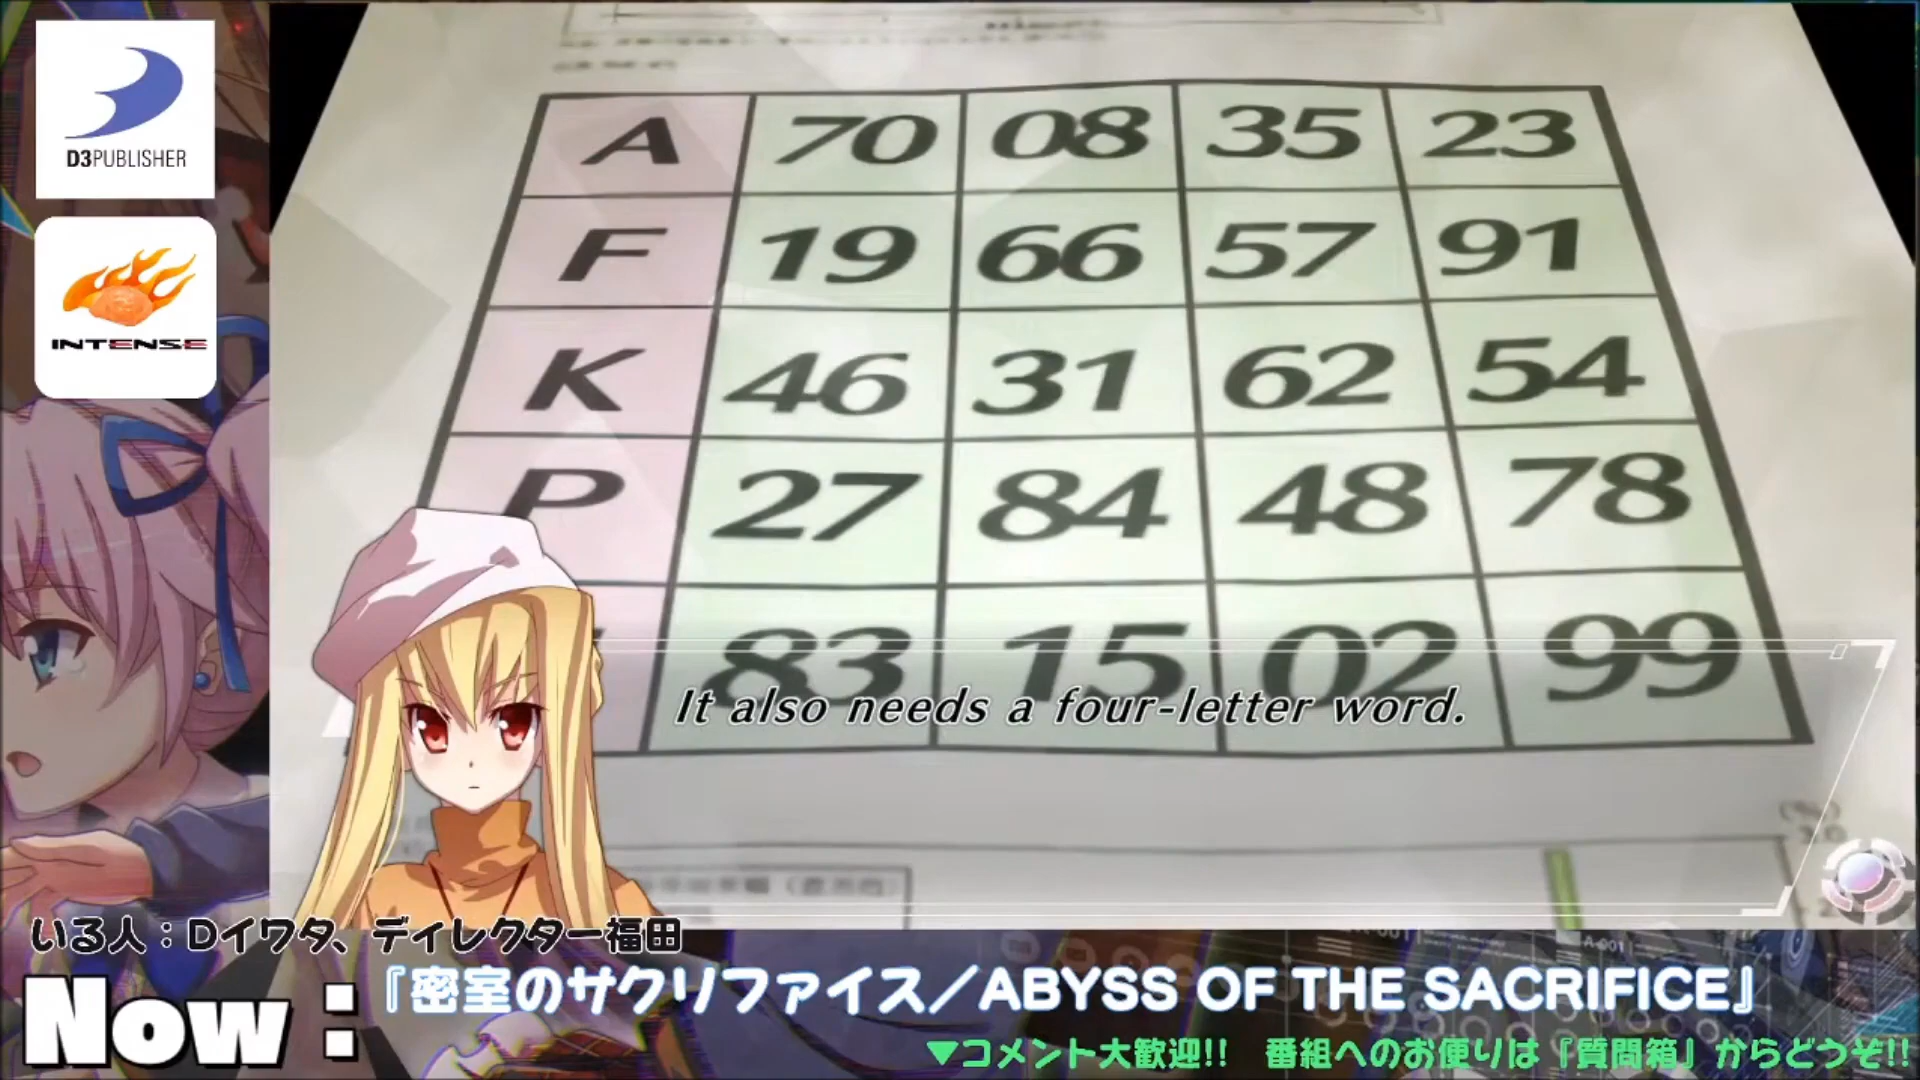 D3PUBLISHER
INTENSE
A 70 08 35 23
F 19 66 57 91
K 46 31 62 54
P 27 84 48 78
83 15 02 99
It also needs a four-letter word.
いる人：Dイワタ、ディレクター福田
Now：『密室のサクリファイス／ABYSS OF THE SACRIFICE』
▼コメント大歓迎!!　番組へのお便りは『質問箱』からどうぞ!!